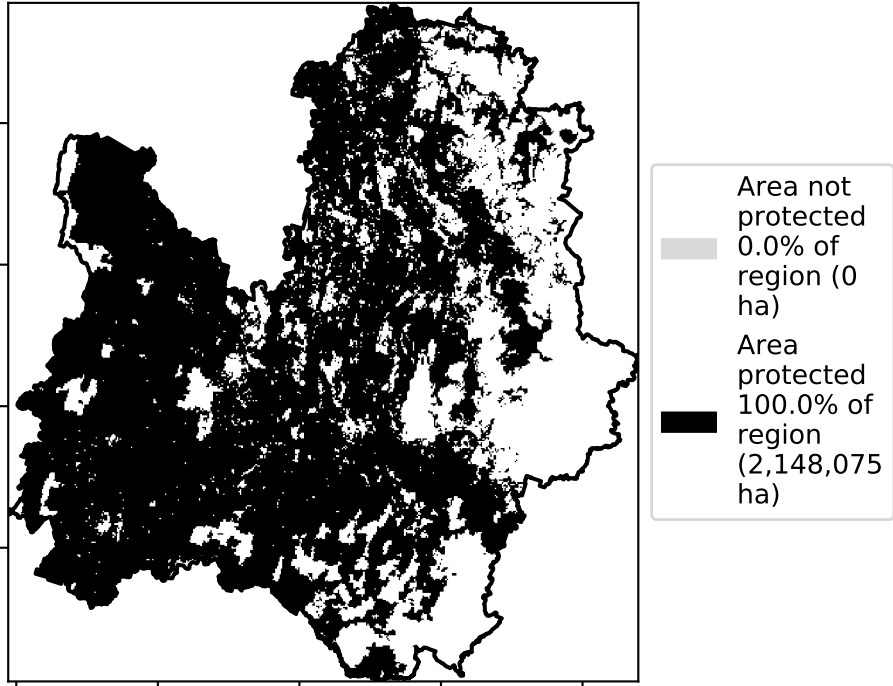 Area not
protected
0.0% of
region (0
ha)
Area
protected
100.0% of
region
(2,148,075
ha)